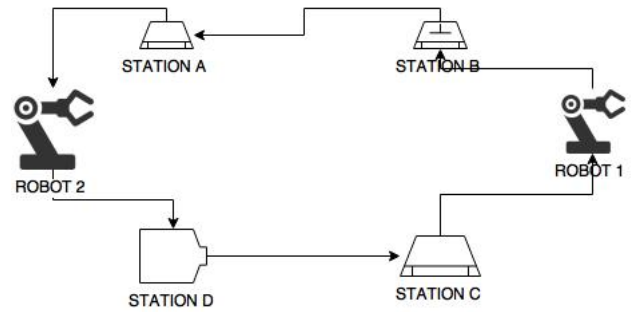 STATION A
STATION B
ROBOT 2
ROBOT 1
STATION D
STATION C